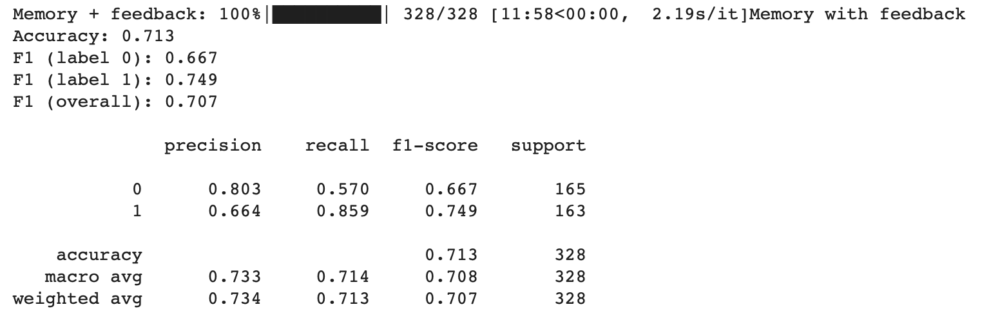 Memory + feedback: 100%|██████████| 328/328 [11:58<00:00,  2.19s/it]Memory with feedback
Accuracy: 0.713
F1 (label 0): 0.667
F1 (label 1): 0.749
F1 (overall): 0.707
precision    recall  f1-score   support
0      0.803     0.570     0.667       165
1      0.664     0.859     0.749       163
accuracy                          0.713       328
macro avg      0.733     0.714     0.708       328
weighted avg      0.734     0.713     0.707       328